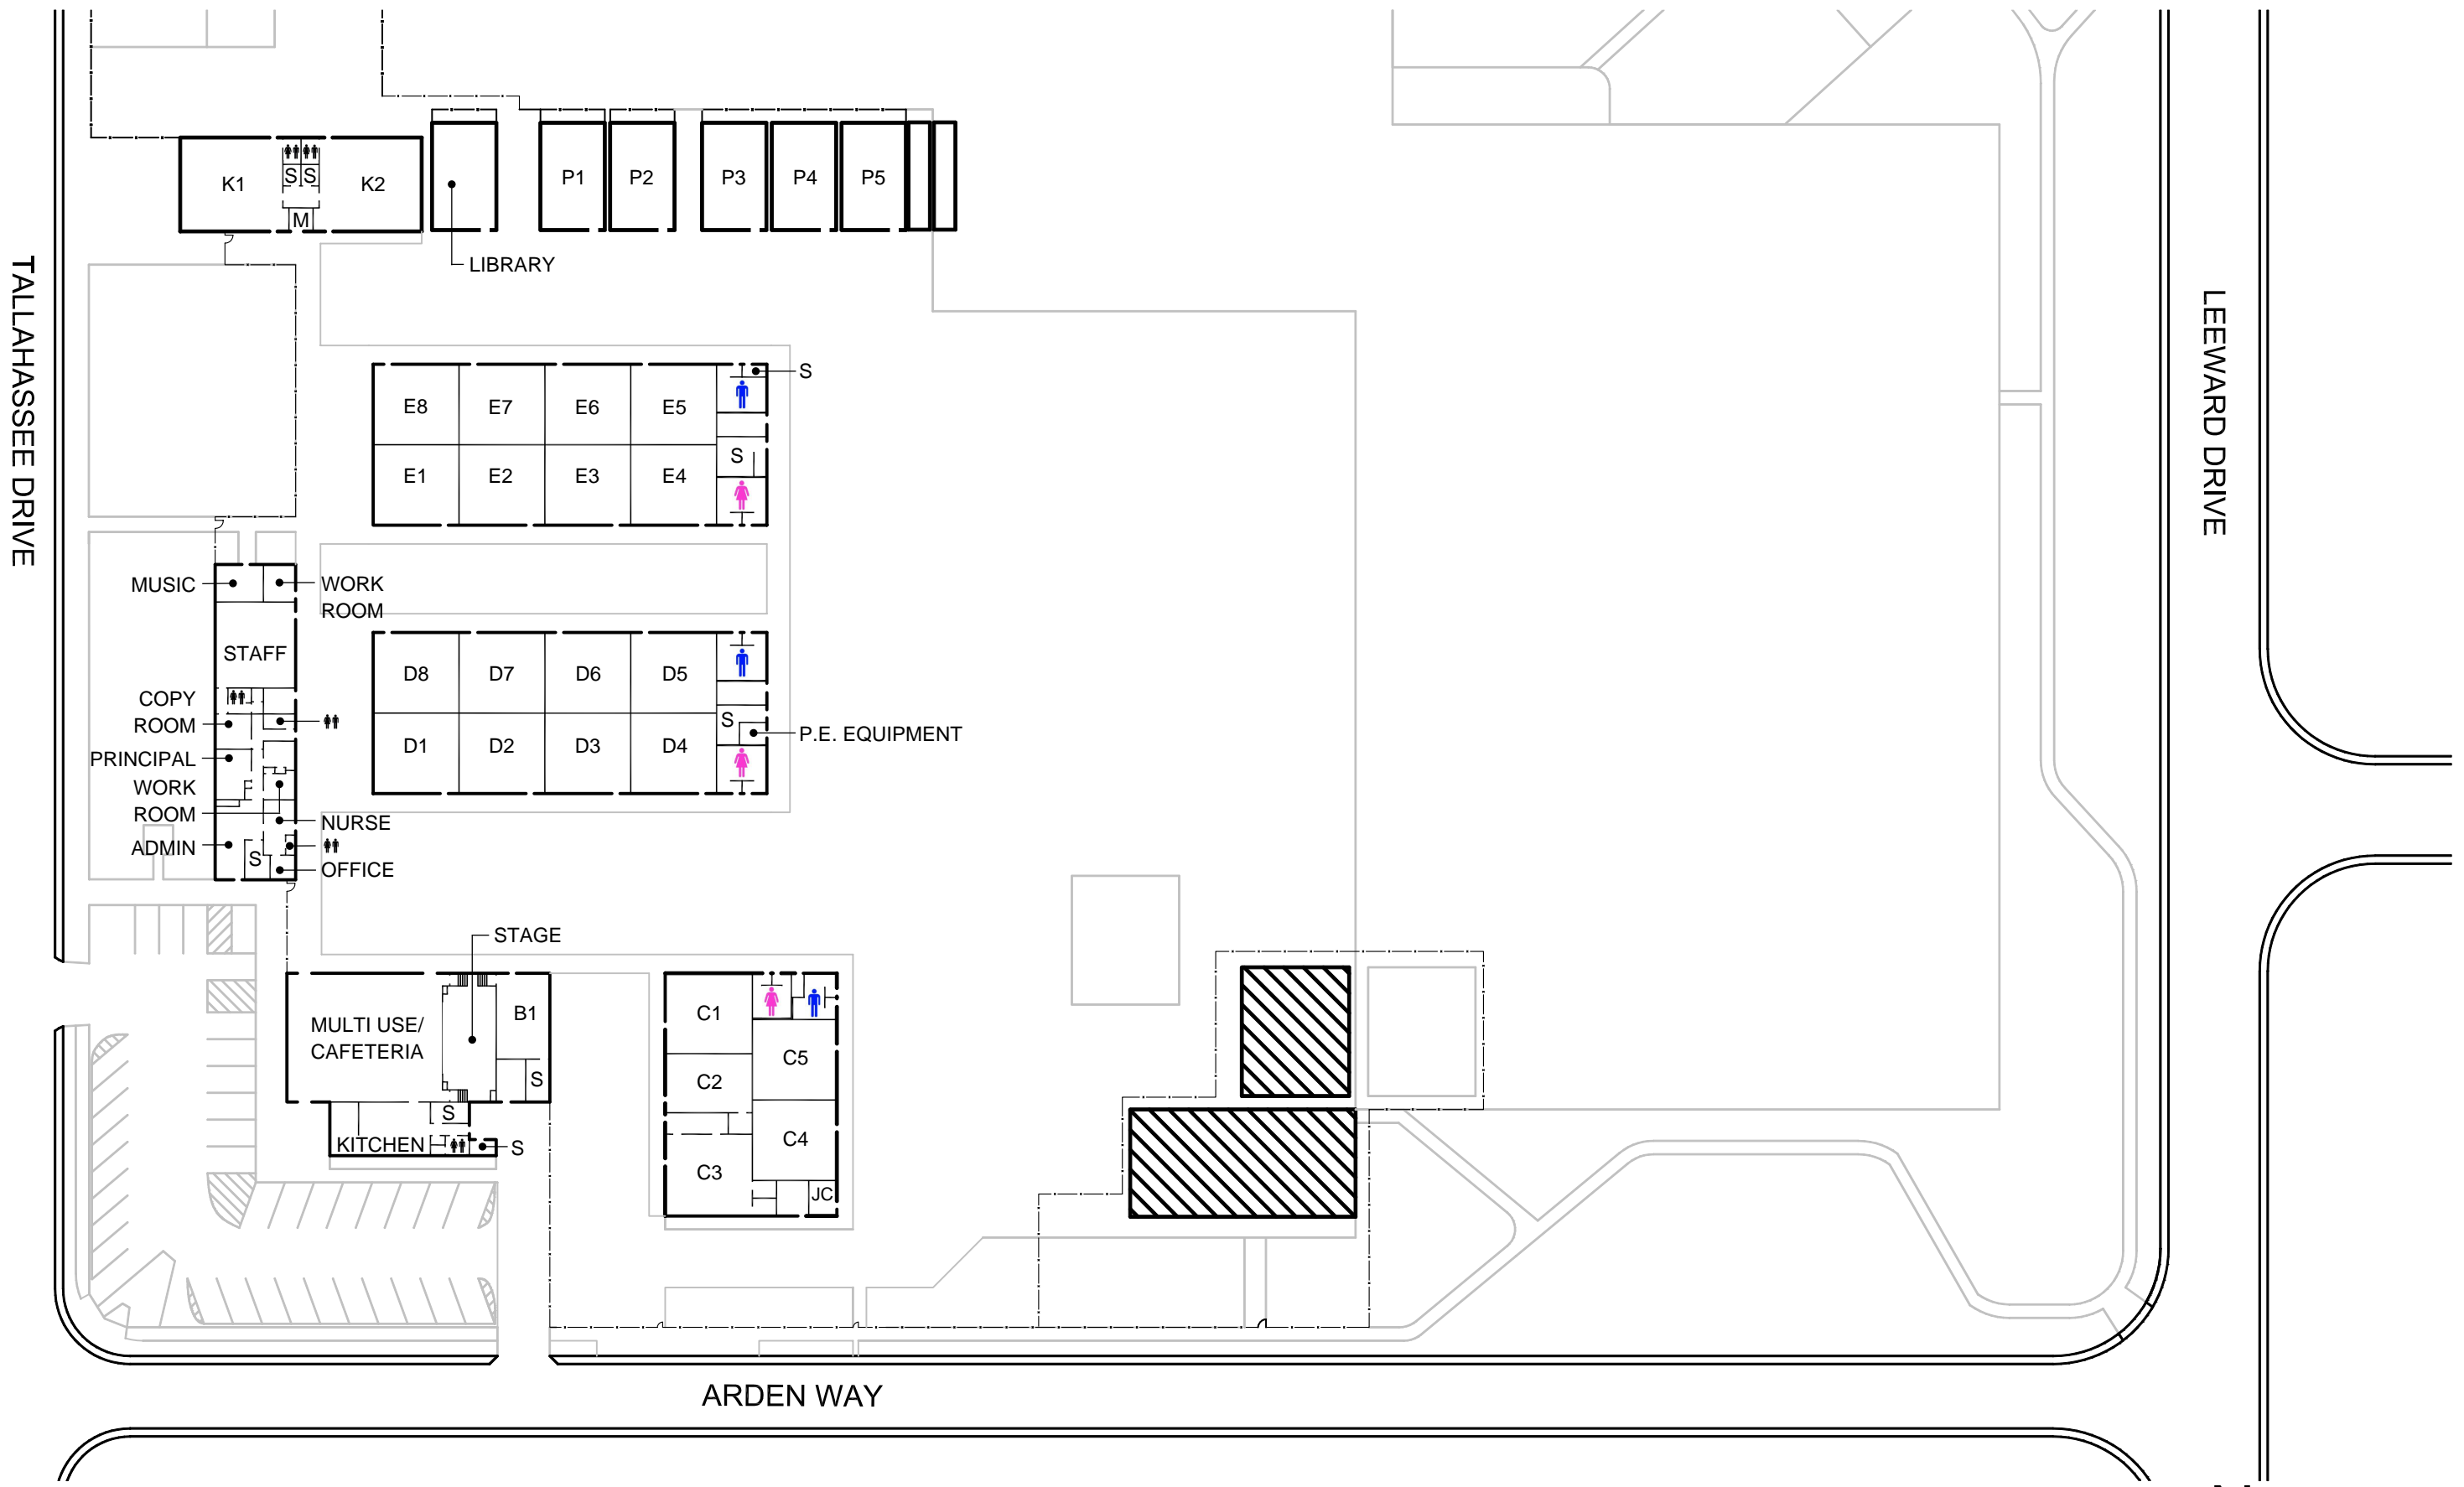 K1
S
S
K2
M
P1
P2
P3
P4
P5
LIBRARY
TALLAHASSEE DRIVE
LEEWARD DRIVE
S
E8
E7
E6
E5
S
E1
E2
E3
E4
MUSIC
WORK
ROOM
STAFF
D8
D7
D6
D5
COPY
ROOM
S
P.E. EQUIPMENT
D1
D2
D3
D4
PRINCIPAL
WORK
ROOM
NURSE
ADMIN
S
OFFICE
STAGE
MULTI USE/
CAFETERIA
B1
S
S
KITCHEN
S
C1
C5
C2
C4
C3
JC
ARDEN WAY